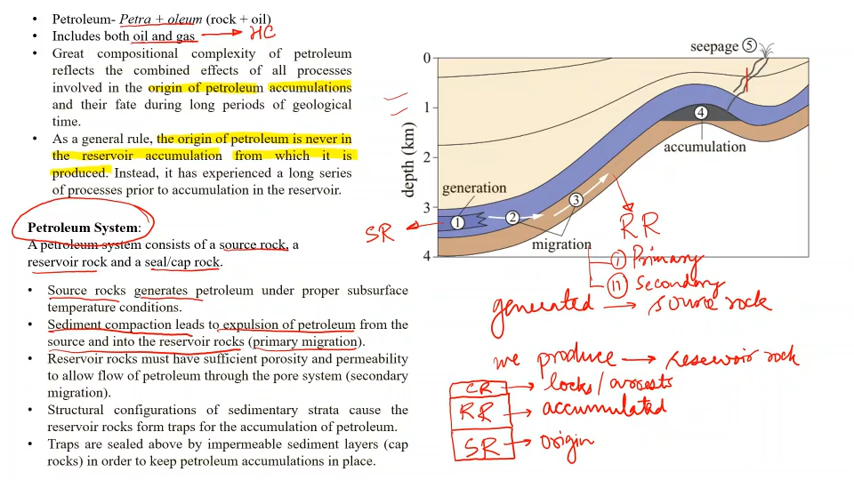 Petroleum- Petra + oleum (rock + oil)
Includes both oil and gas → HC
Great compositional complexity of petroleum
reflects the combined effects of all processes
involved in the origin of petroleum accumulations
and their fate during long periods of geological
time.
As a general rule, the origin of petroleum is never in
the reservoir accumulation from which it is
produced. Instead, it has experienced a long series
of processes prior to accumulation in the reservoir.
Petroleum System:
A petroleum system consists of a source rock, a
reservoir rock and a seal/cap rock.
Source rocks generates petroleum under proper subsurface
temperature conditions.
Sediment compaction leads to expulsion of petroleum from the
source and into the reservoir rocks (primary migration).
Reservoir rocks must have sufficient porosity and permeability
to allow flow of petroleum through the pore system (secondary
migration).
Structural configurations of sedimentary strata cause the
reservoir rocks form traps for the accumulation of petroleum.
Traps are sealed above by impermeable sediment layers (cap
rocks) in order to keep petroleum accumulations in place.
seepage 5
0
1
2
3
4
depth (km)
4
accumulation
generation
1
2
3
migration
SR
RR
i Primary
ii Secondary
generated → source rock
we produce → reservoir rock
CR → locks/arrests
RR → accumulated
SR → origin